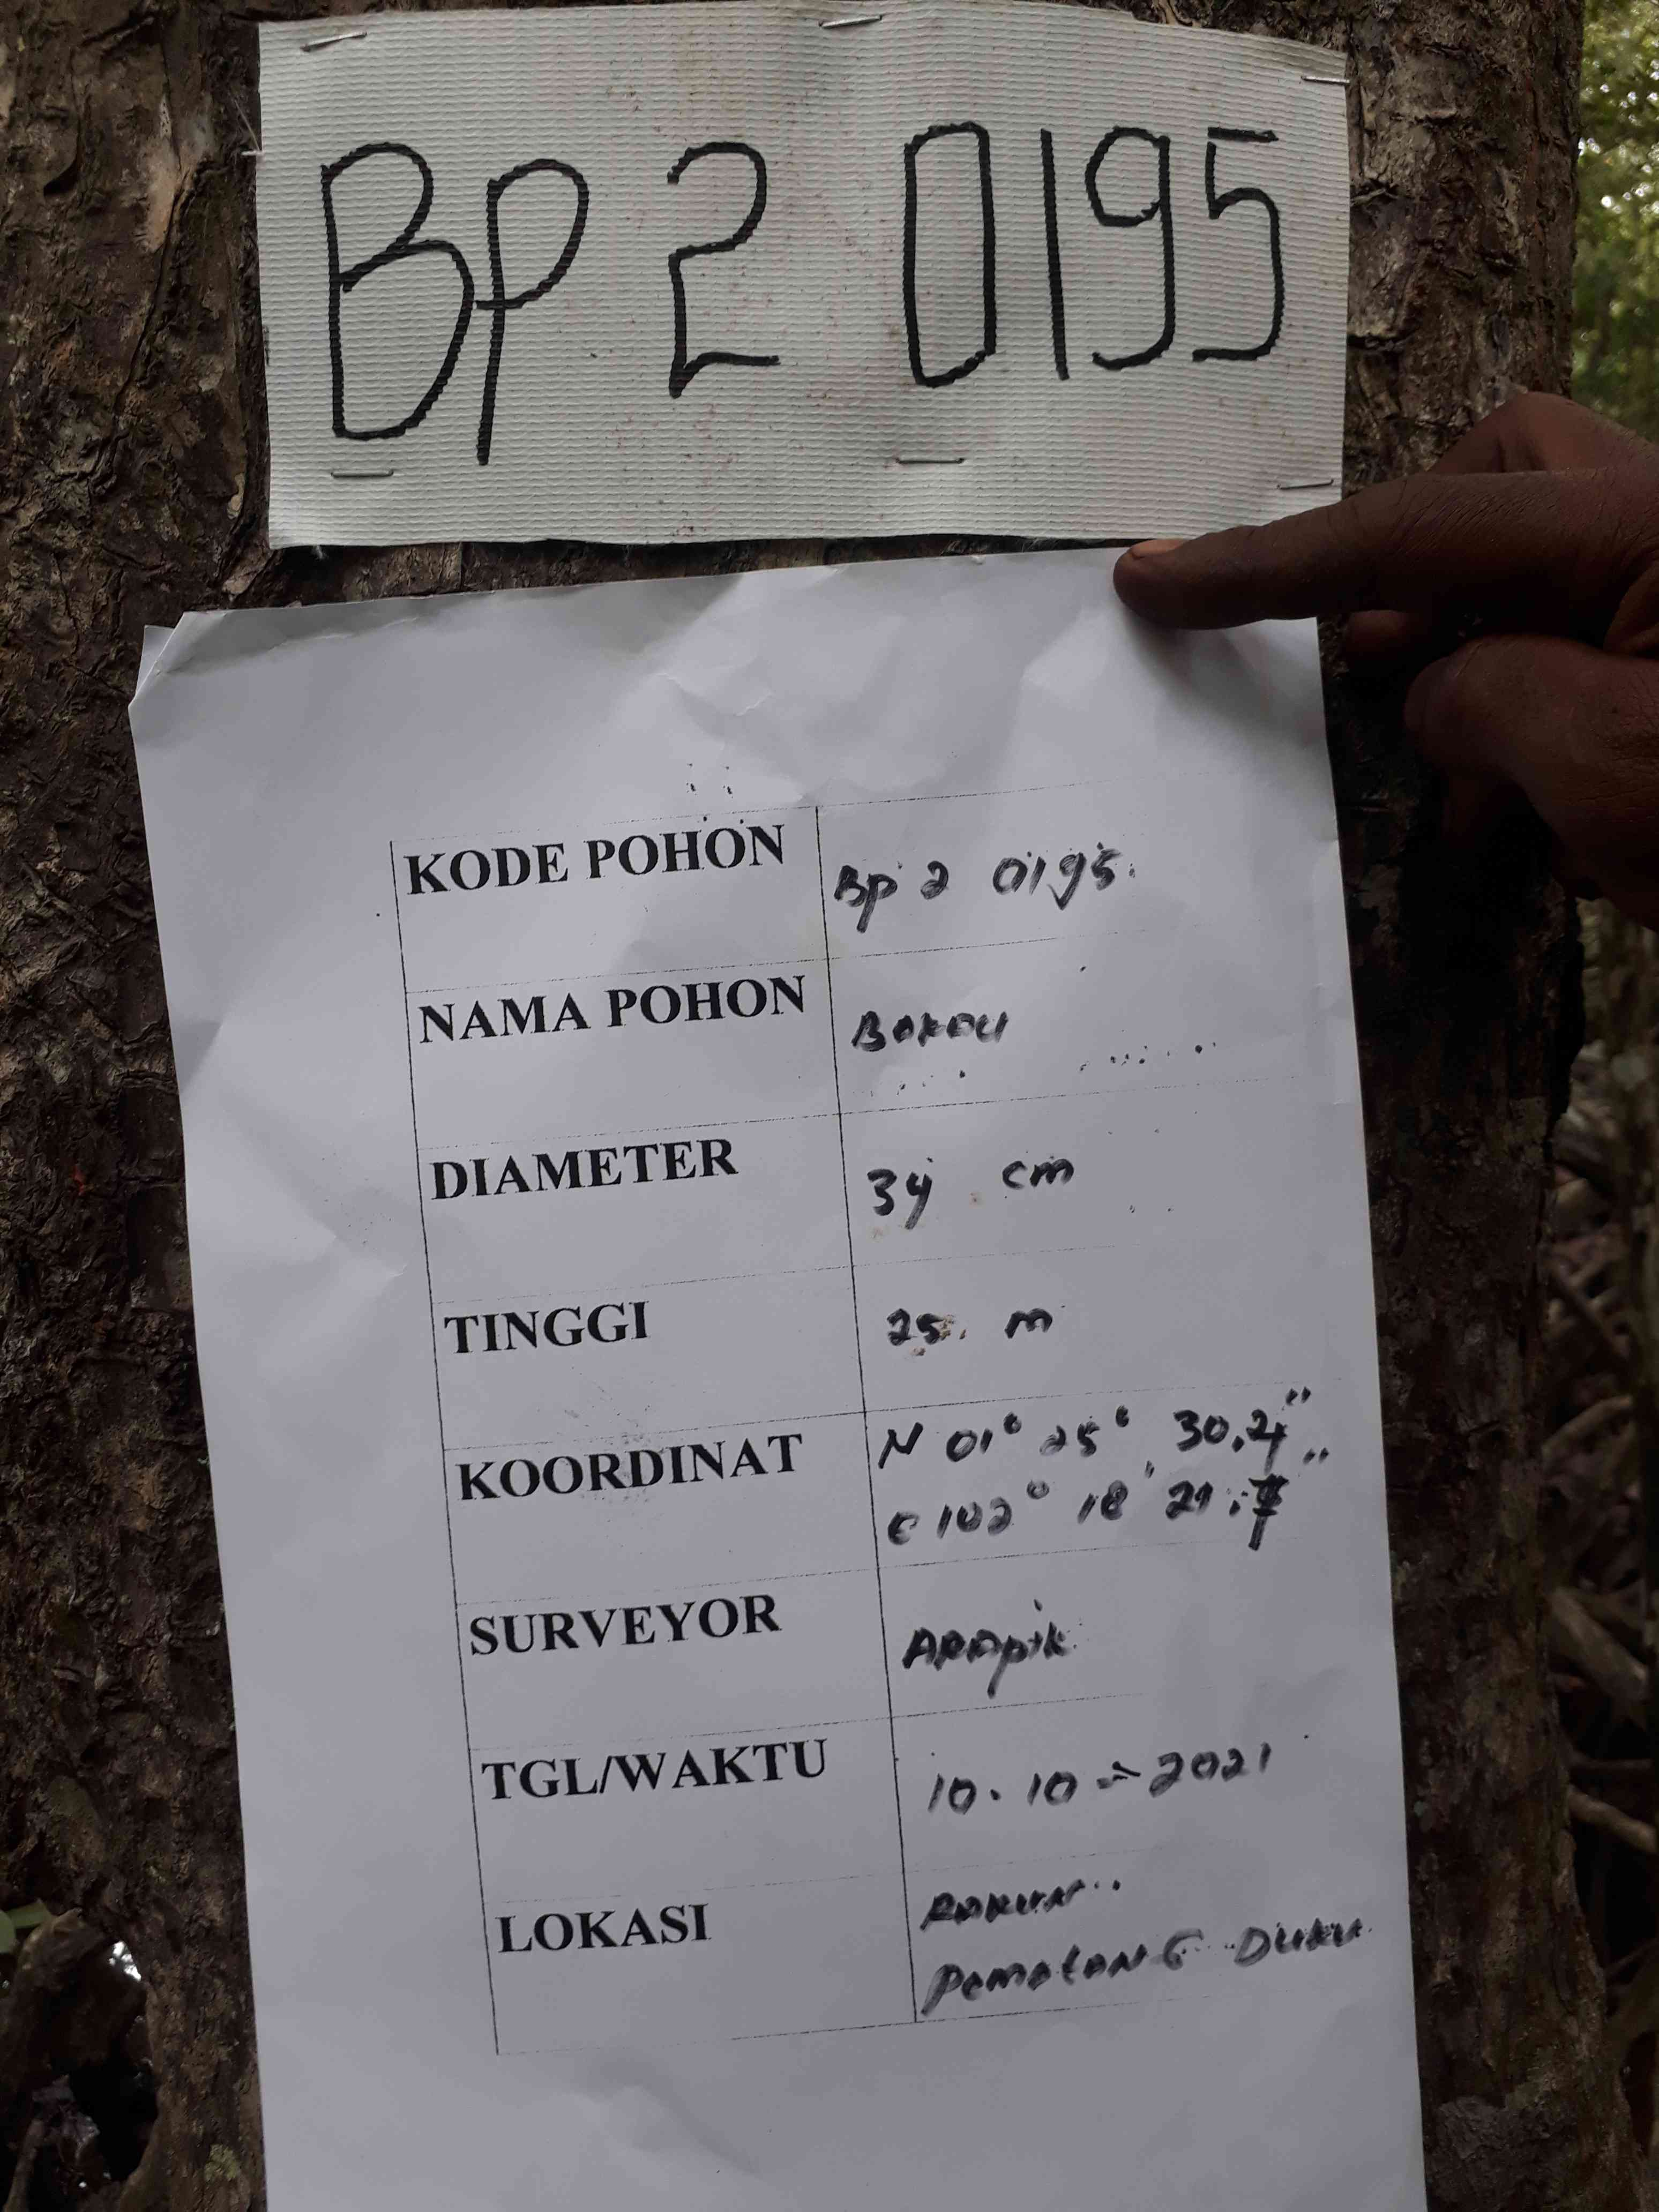 BP 2 0195
KODE POHON Bp 2 0195.
NAMA POHON BAKAU
DIAMETER 34 cm
TINGGI 25. m
KOORDINAT N 01° 25° 30,4"
E 102° 18' 21.7"
SURVEYOR ARAPik
TGL/WAKTU 10. 10 - 2021
LOKASI
PEMATANG DUKU